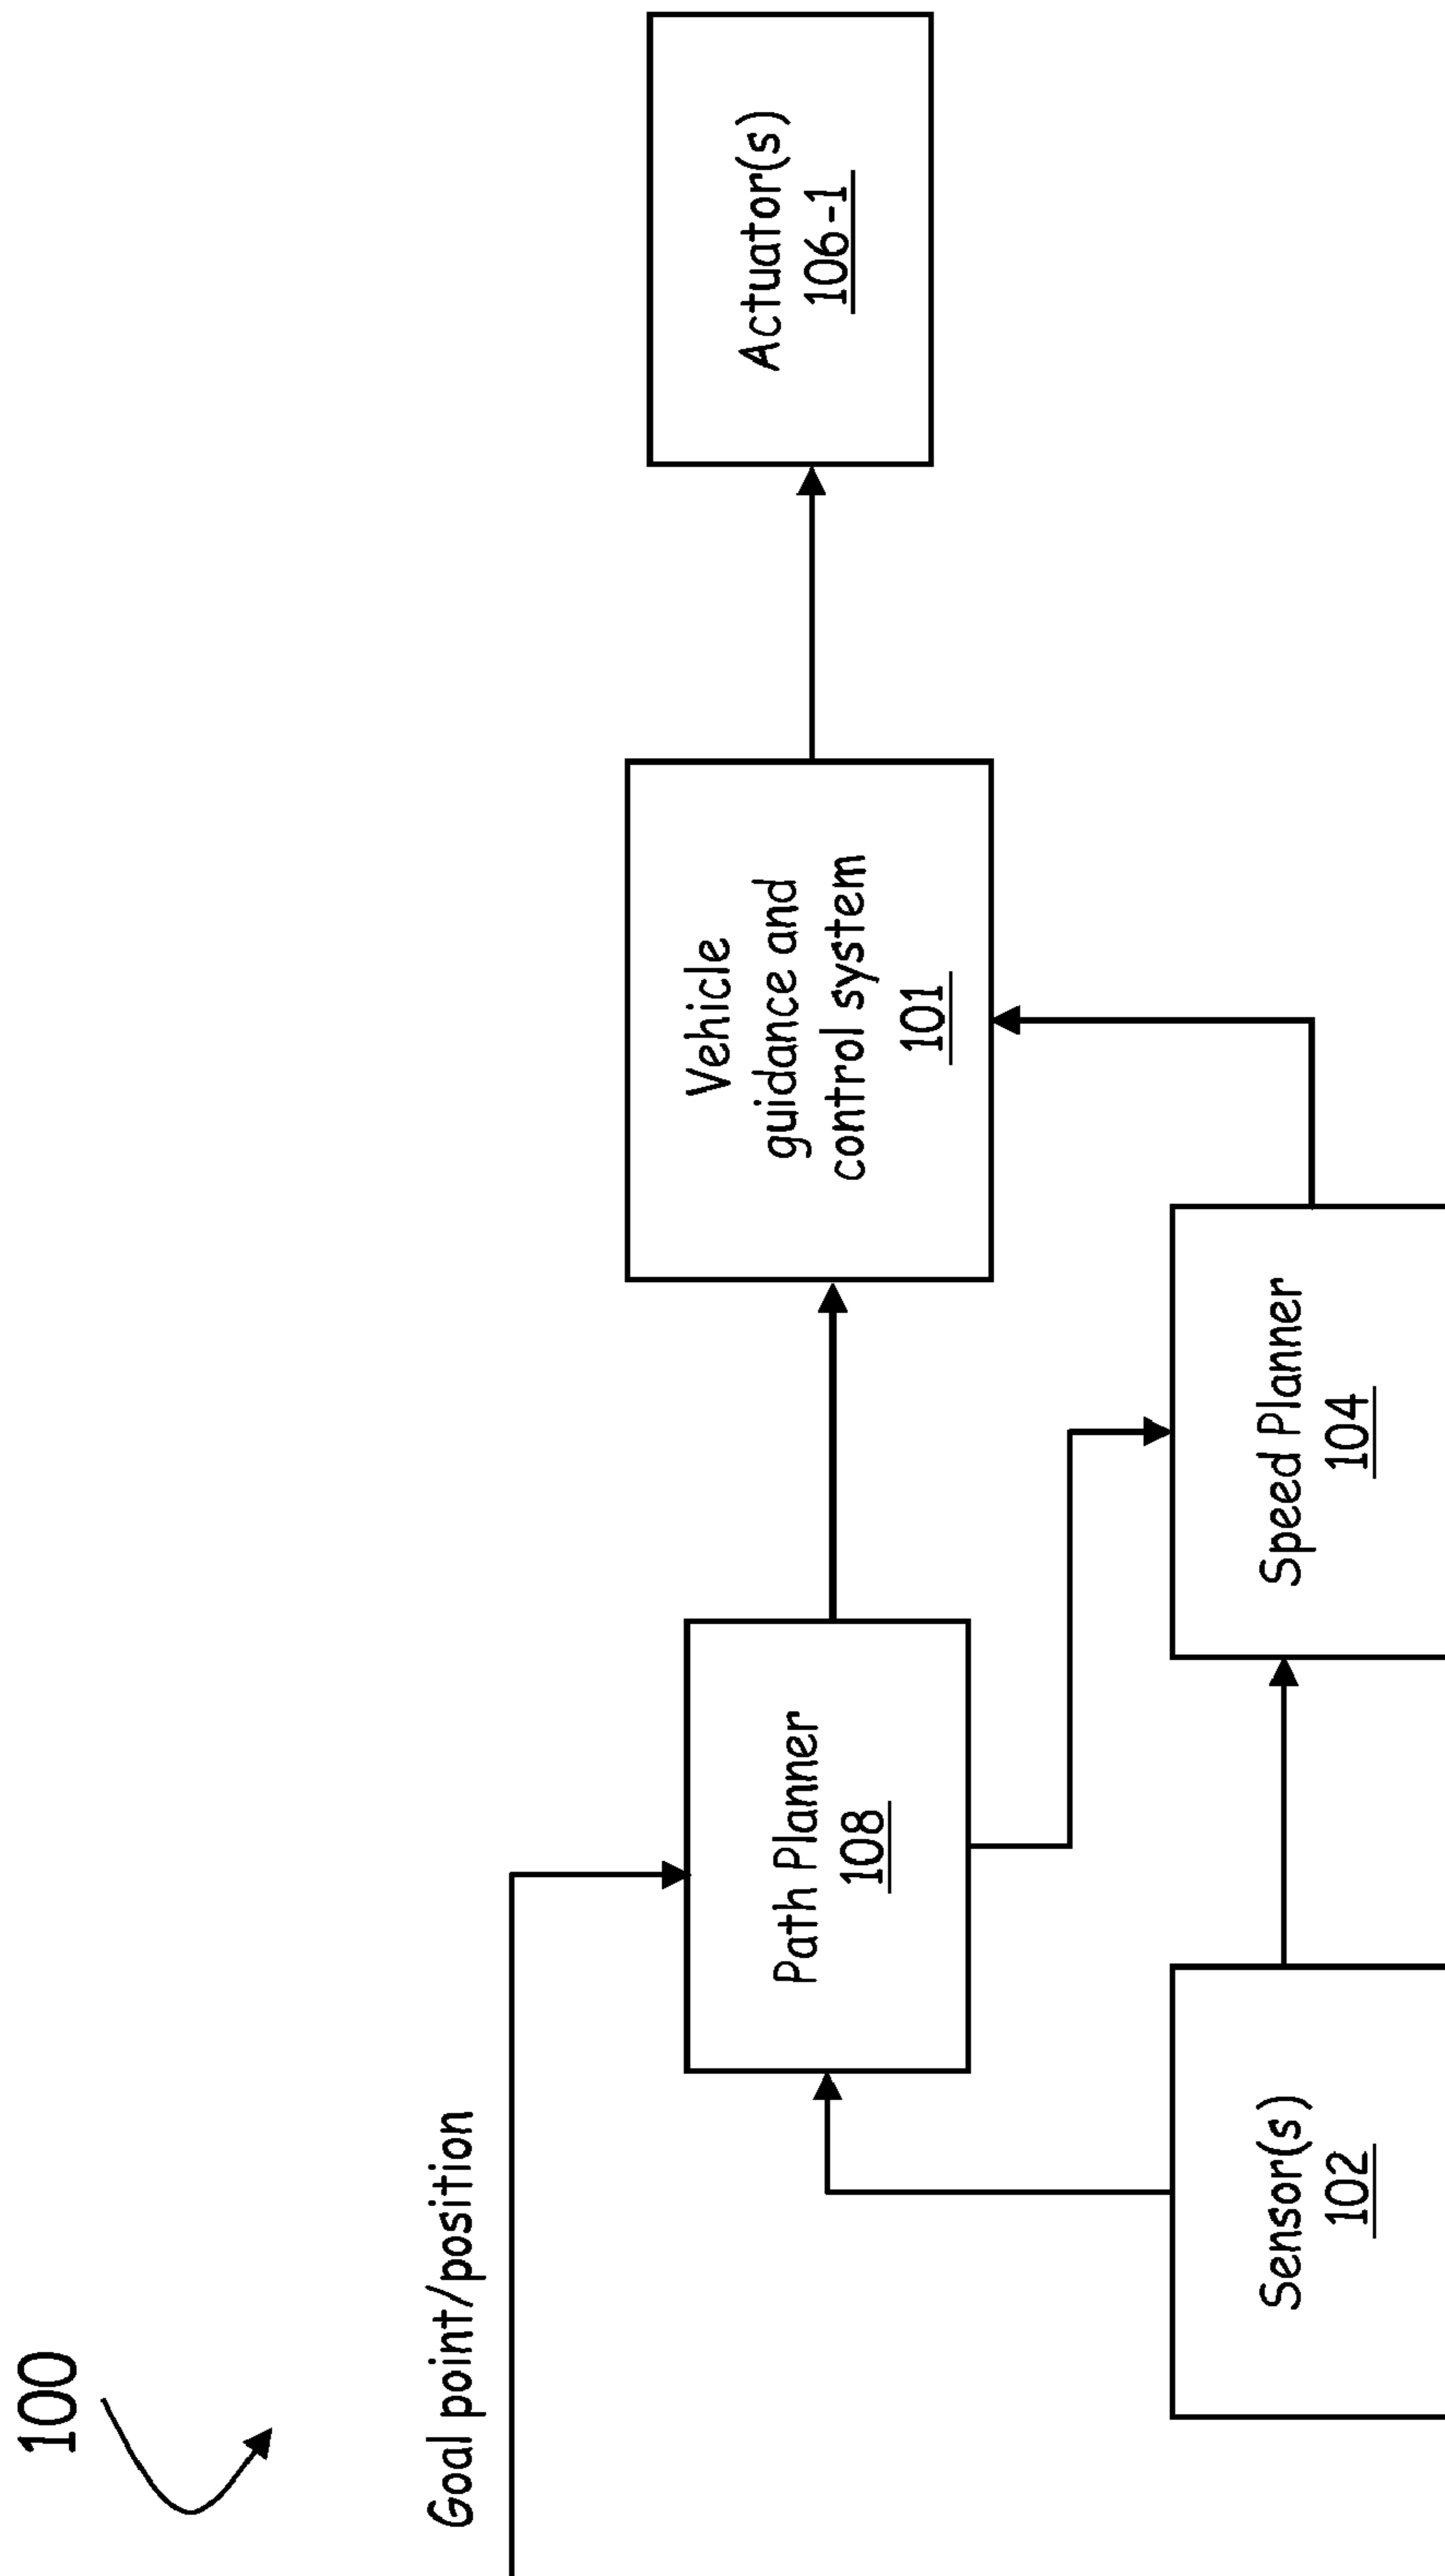 100
Goal point/position
Path Planner
108
Vehicle
guidance and
control system
101
Actuator(s)
106-1
Sensor(s)
102
Speed Planner
104